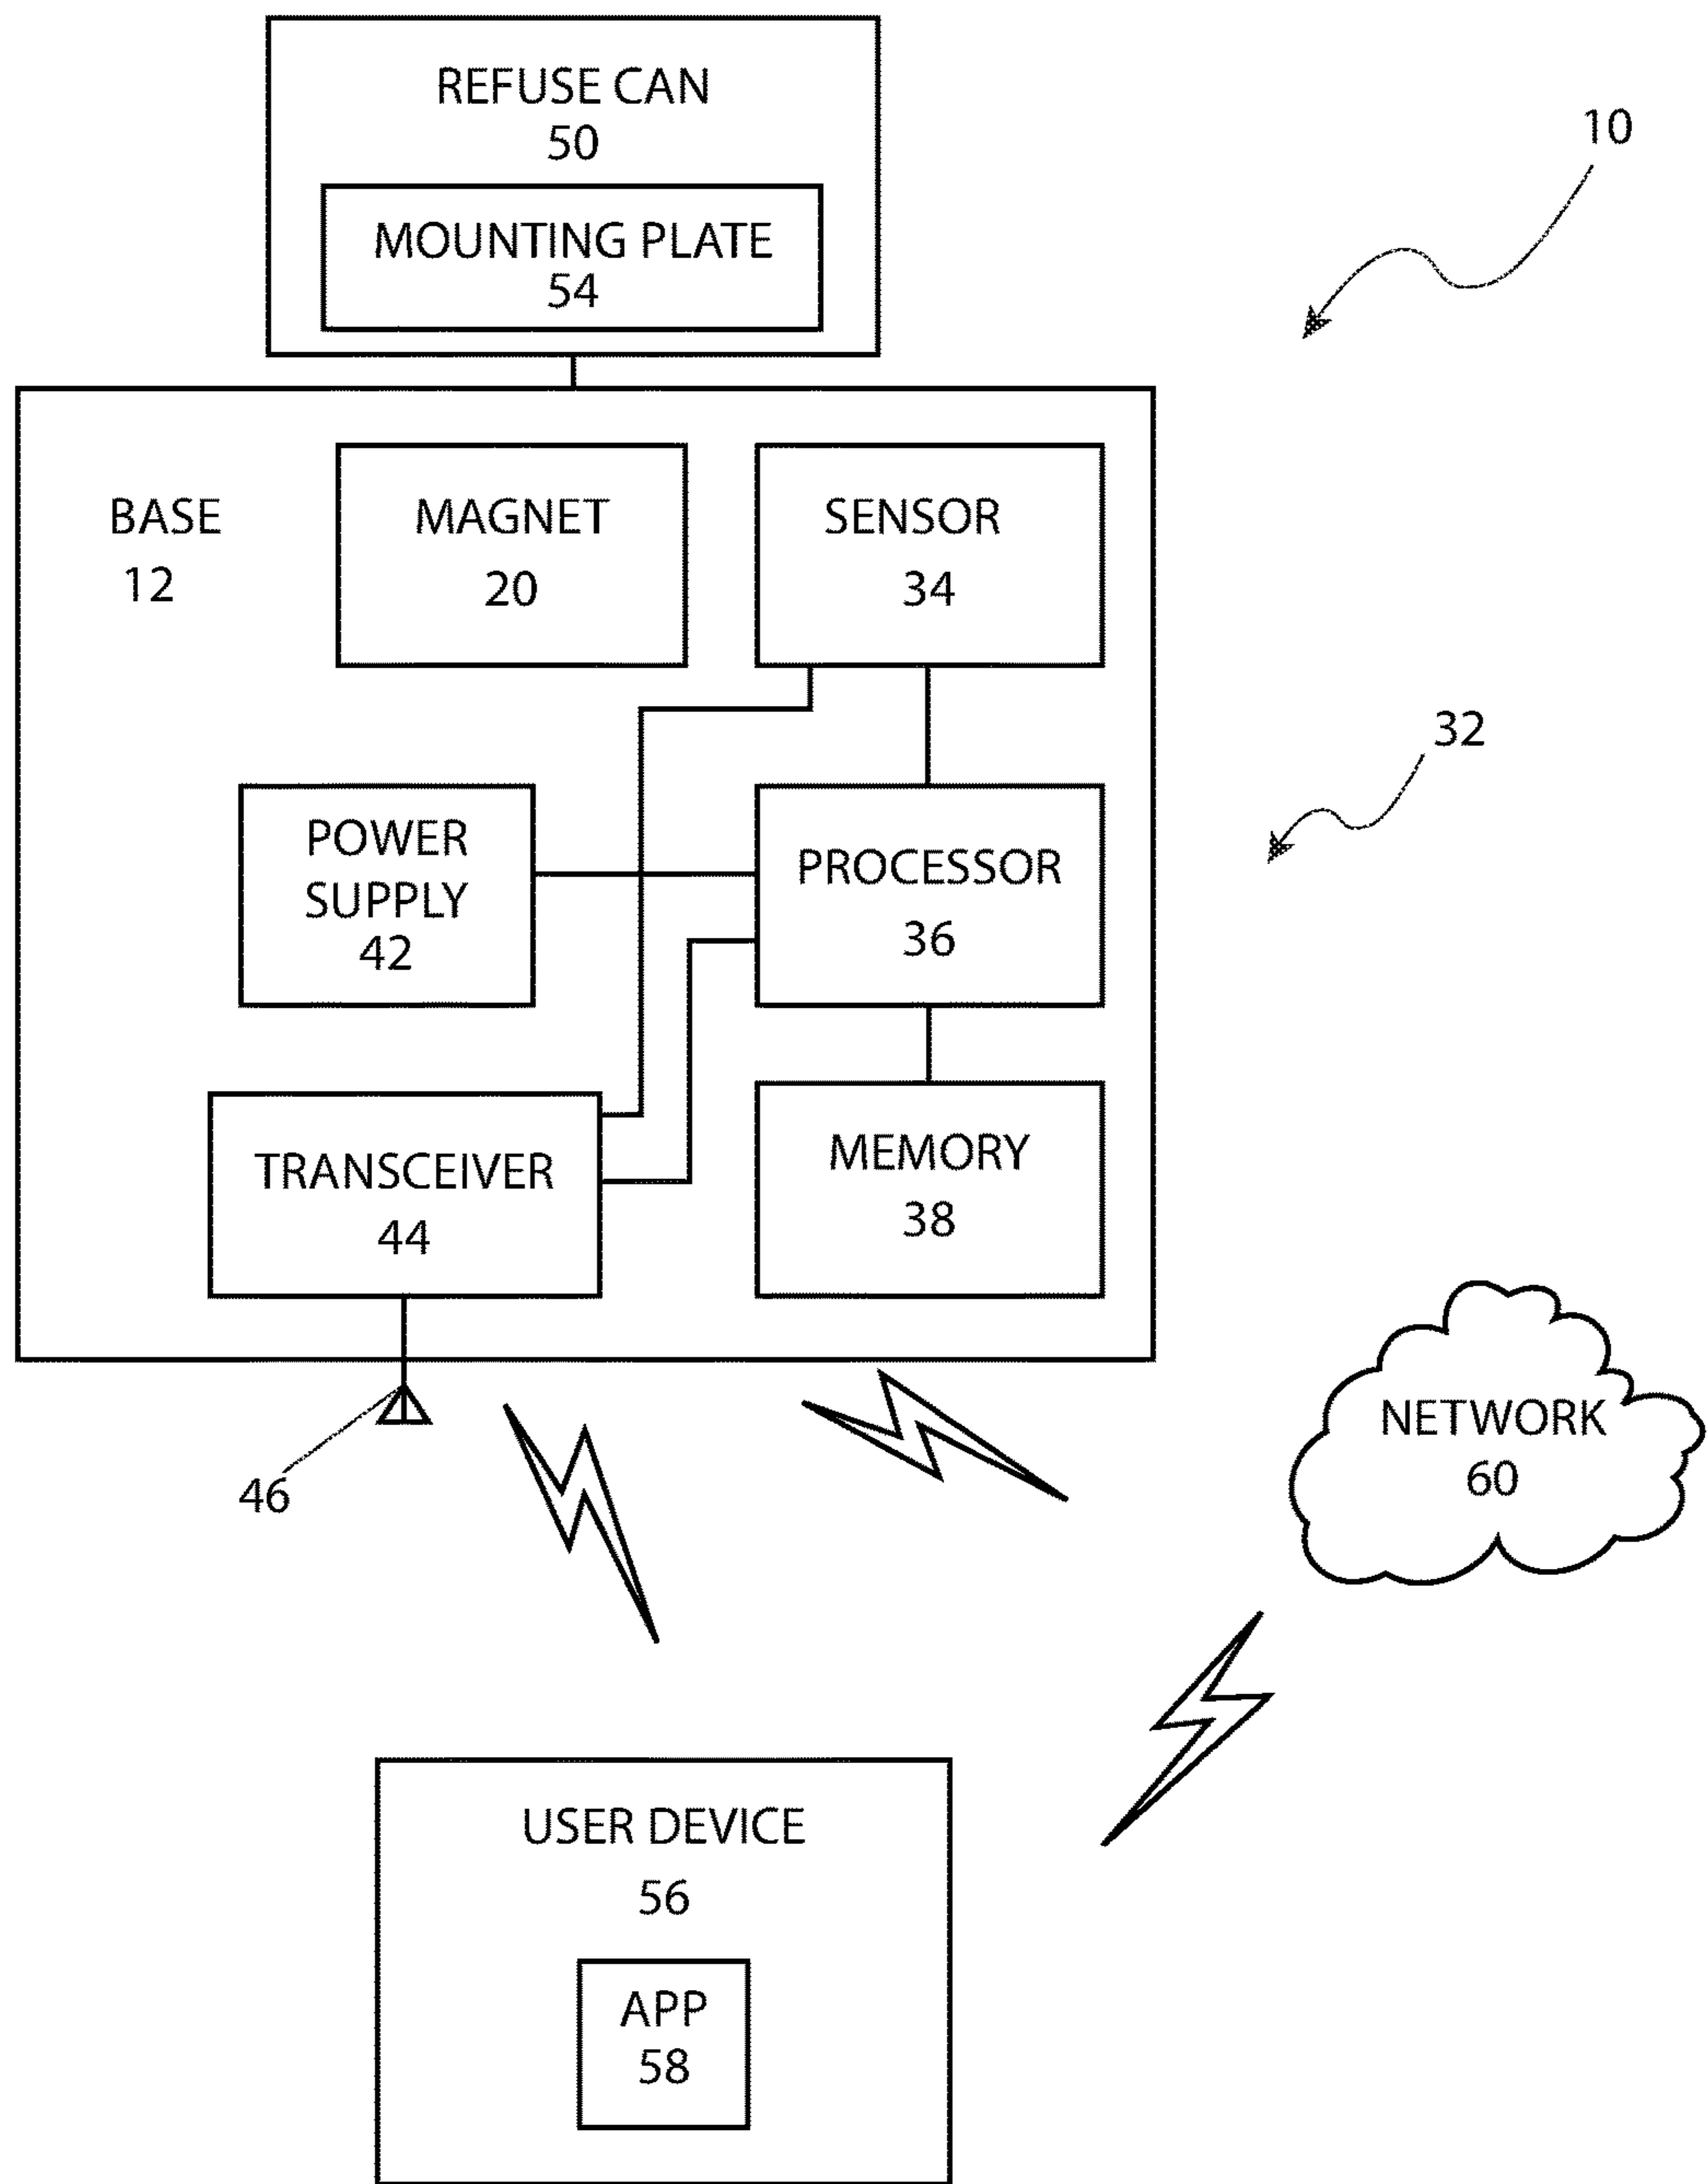 REFUSE CAN
50
MOUNTING PLATE
54
10
BASE
12
MAGNET
20
SENSOR
34
32
POWER
SUPPLY
42
PROCESSOR
36
TRANSCEIVER
44
MEMORY
38
46
NETWORK
60
USER DEVICE
56
APP
58